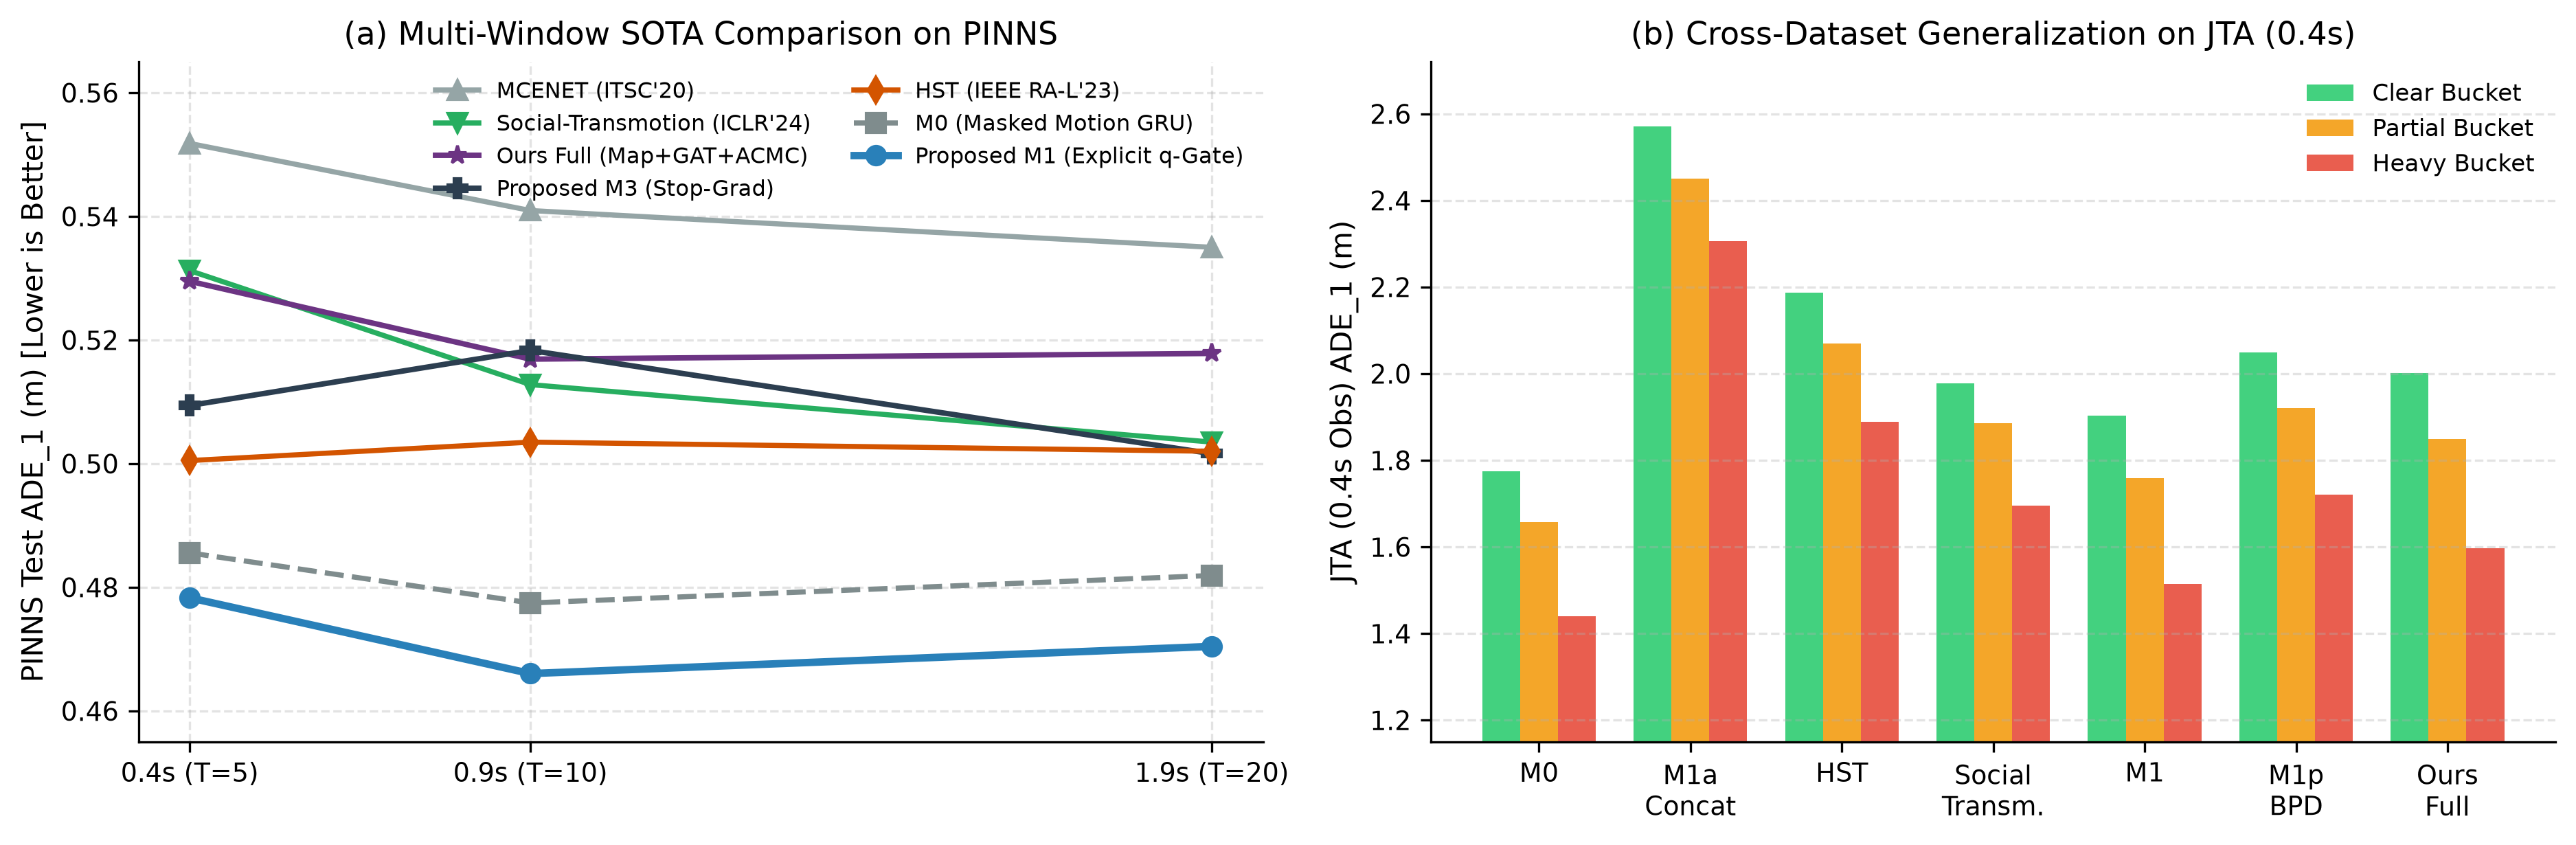 (a) Multi-Window SOTA Comparison on PINNS
PINNS Test ADE_1 (m) [Lower is Better]
0.56
0.54
0.52
0.50
0.48
0.46
MCENET (ITSC'20)
Social-Transmotion (ICLR'24)
Ours Full (Map+GAT+ACMC)
Proposed M3 (Stop-Grad)
HST (IEEE RA-L'23)
M0 (Masked Motion GRU)
Proposed M1 (Explicit q-Gate)
0.4s (T=5)
0.9s (T=10)
1.9s (T=20)
(b) Cross-Dataset Generalization on JTA (0.4s)
JTA (0.4s Obs) ADE_1 (m)
2.6
2.4
2.2
2.0
1.8
1.6
1.4
1.2
Clear Bucket
Partial Bucket
Heavy Bucket
M0
M1a
Concat
HST
Social
Transm.
M1
M1p
BPD
Ours
Full